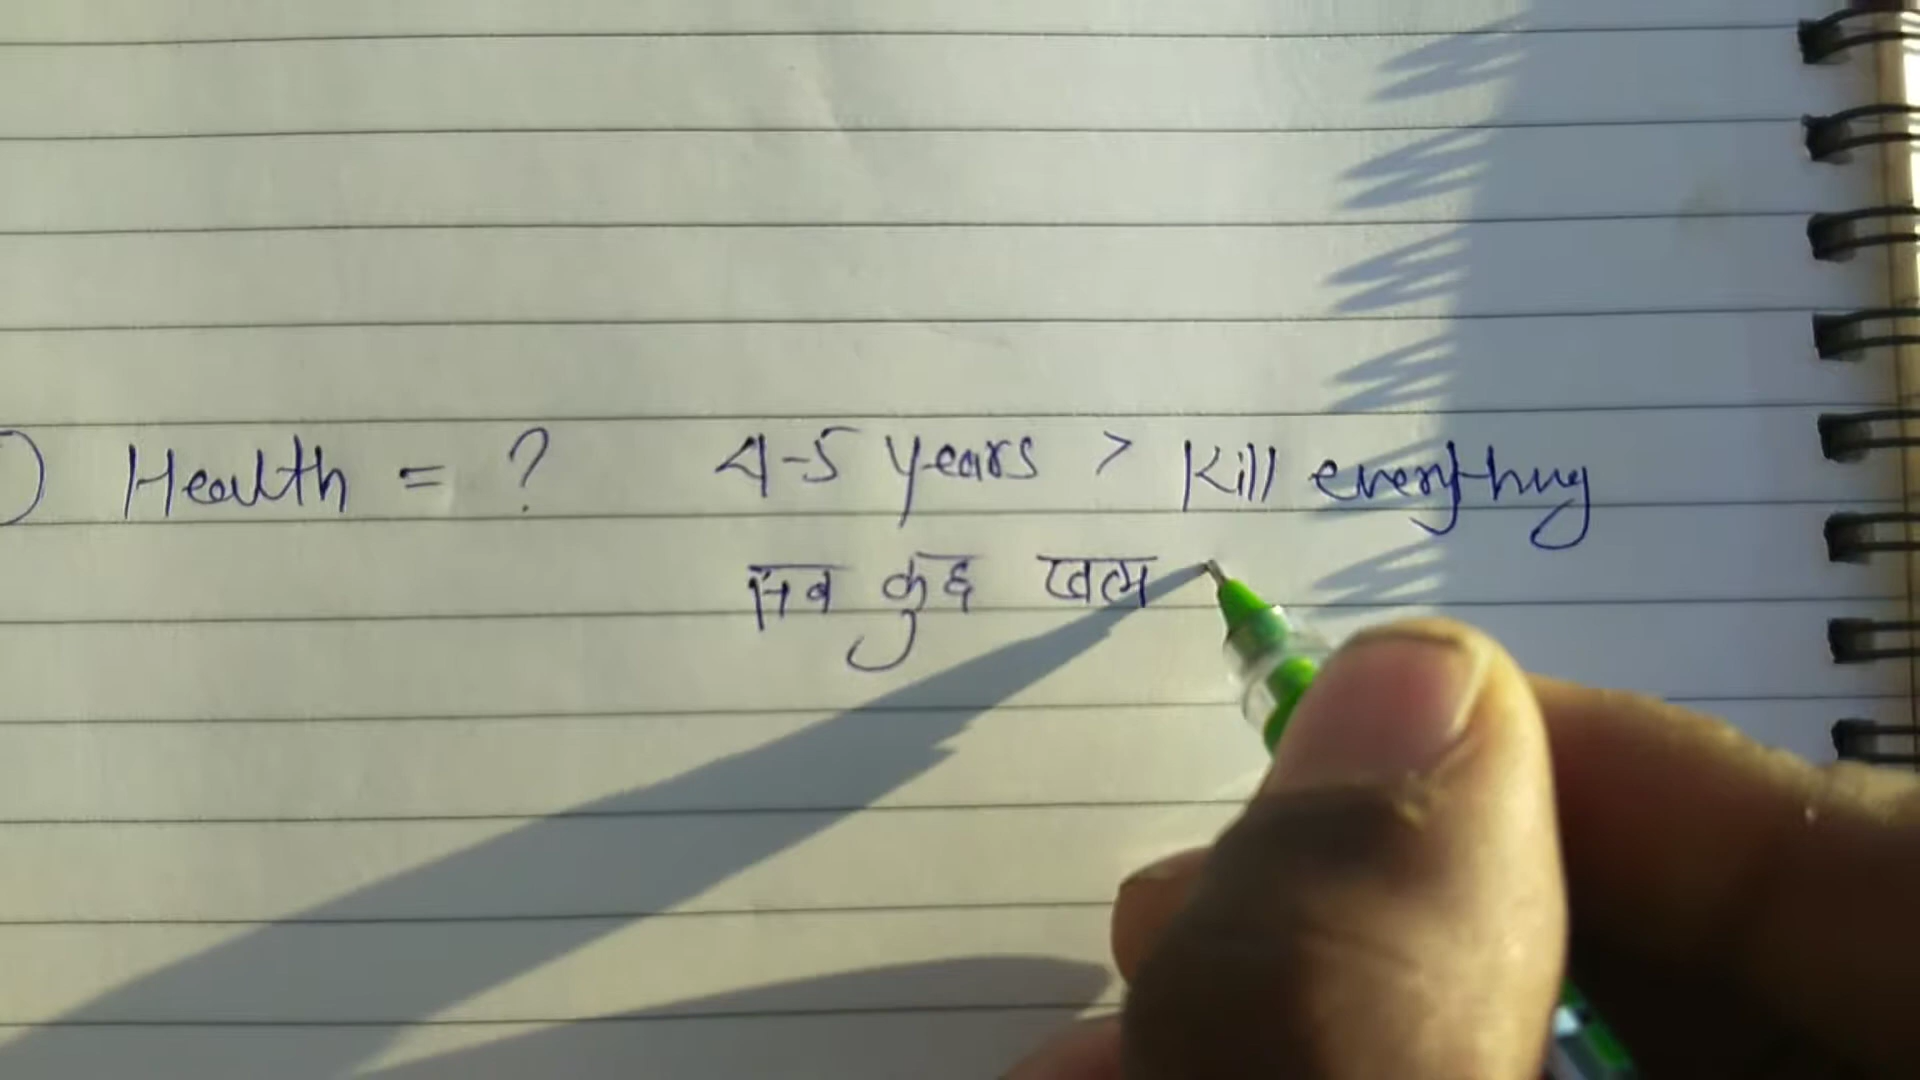 ) Health = ? 4-5 years > Kill everything
सब कुछ खत्म